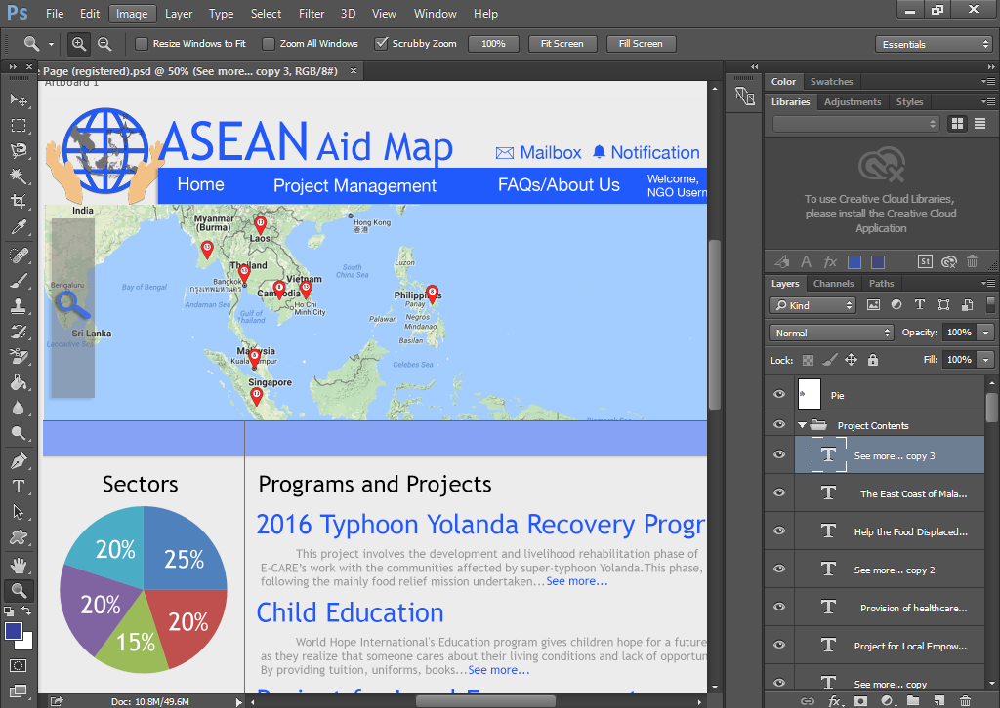 Ps File Edit Image Layer Type Select Filter 3D View Window Help
Resize Windows to Fit Zoom All Windows Scrubby Zoom 100% Fit Screen Fill Screen Essentials
e Page (registered).psd @ 50% (See more... copy 3, RGB/8#) ×
Artboard 1
ASEAN Aid Map
Mailbox Notification
Home Project Management FAQs/About Us
Welcome,
NGO Usern
India
Myanmar
(Burma)
Hong Kong
香港
Laos
Luzon
Thailand
South
China Sea
Bengaluru
Bay of Bengal
Bangkok
กรุงเทพมหานคร
Vietnam
Cambodia
Philippines
Andaman Sea
Ho Chi
Minh City
Panay
Gulf of
Thailand
Palawan
Negros
Mindanao
Sri Lanka
Laccadive Sea
Basilan
Malaysia
Kuala Lumpur
Celebes Sea
Singapore
Bismarck Sea
Sectors
20%
25%
20%
20%
15%
Programs and Projects
2016 Typhoon Yolanda Recovery Progr
This project involves the development and livelihood rehabilitation phase of
E-CARE's work with the communities affected by super-typhoon Yolanda.This phase,
following the mainly food relief mission undertaken...See more...
Child Education
World Hope International's Education program gives children hope for a future
as they realize that someone cares about their living conditions and lack of opportun
By providing tuition, uniforms, books...See more...
Project for Local Empowerment
Doc: 10.8M/49.6M
Color Swatches
Libraries Adjustments Styles
To use Creative Cloud Libraries,
please install the Creative Cloud
Application
St
Layers Channels Paths
Kind
Normal Opacity: 100%
Lock: Fill: 100%
Pie
Project Contents
See more... copy 3
The East Coast of Mala...
Help the Food Displaced...
See more... copy 2
Provision of healthcare...
Project for Local Empow...
See more... copy